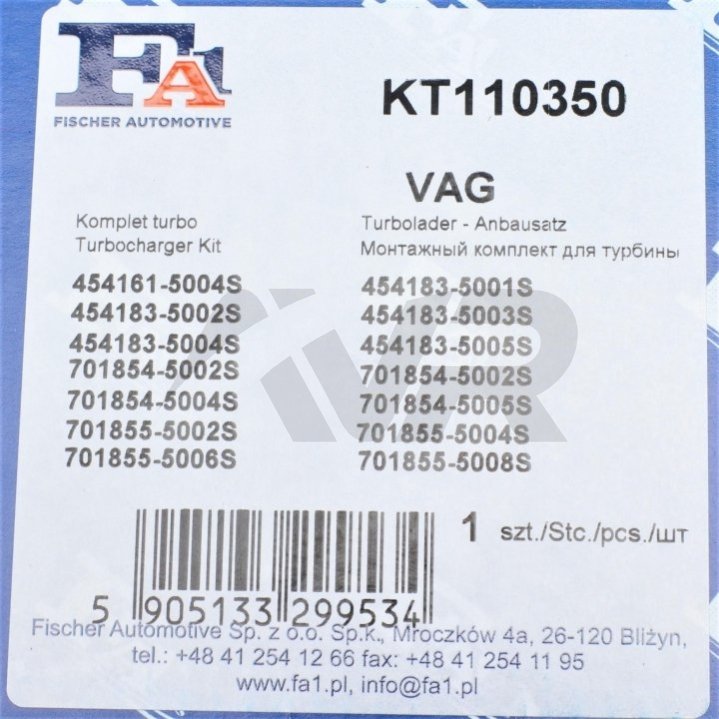 FA1
FISCHER AUTOMOTIVE
KT110350
VAG
Komplet turbo
Turbocharger Kit
Turbolader - Anbausatz
Монтажный комплект для турбины
454161-5004S 454183-5001S
454183-5002S 454183-5003S
454183-5004S 454183-5005S
701854-5002S 701854-5002S
701854-5004S 701854-5005S
701855-5002S 701855-5004S
701855-5006S 701855-5008S
1 szt./Stc./pcs./шт
5 905133 299534
Fischer Automotive Sp. z o.o. Sp.k., Mroczków 4a, 26-120 Bliżyn,
tel.: +48 41 254 12 66 fax: +48 41 254 11 95
www.fa1.pl, info@fa1.pl